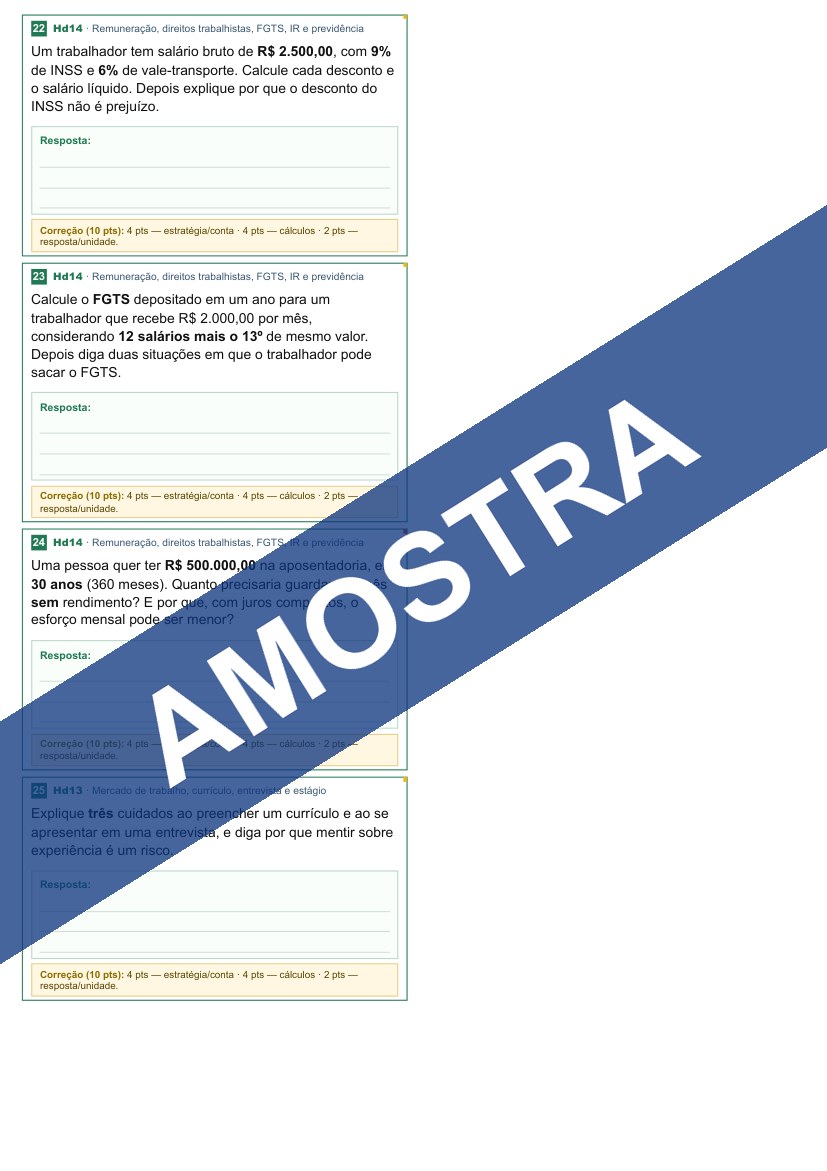 22 Hd14 · Remuneração, direitos trabalhistas, FGTS, IR e previdência
Um trabalhador tem salário bruto de R$ 2.500,00, com 9%
de INSS e 6% de vale-transporte. Calcule cada desconto e
o salário líquido. Depois explique por que o desconto do
INSS não é prejuízo.
Resposta:
Correção (10 pts): 4 pts — estratégia/conta · 4 pts — cálculos · 2 pts —
resposta/unidade.
23 Hd14 · Remuneração, direitos trabalhistas, FGTS, IR e previdência
Calcule o FGTS depositado em um ano para um
trabalhador que recebe R$ 2.000,00 por mês,
considerando 12 salários mais o 13º de mesmo valor.
Depois diga duas situações em que o trabalhador pode
sacar o FGTS.
Resposta:
Correção (10 pts): 4 pts — estratégia/conta · 4 pts — cálculos · 2 pts —
resposta/unidade.
24 Hd14 · Remuneração, direitos trabalhistas, FGTS, IR e previdência
Uma pessoa quer ter R$ 500.000,00 na aposentadoria,
30 anos (360 meses). Quanto precisaria
sem rendimento? E por que, com juros o
esforço mensal pode ser menor?
Resposta:
Correção (10 pts): 4 pts — 4 pts — cálculos · 2 pts —
resposta/unidade.
25 Hd13 · Mercado de trabalho, currículo, entrevista e estágio
Explique três cuidados ao preencher um currículo e ao se
apresentar em uma entrevista, e diga por que mentir sobre
experiência é um risco.
Resposta:
Correção (10 pts): 4 pts — estratégia/conta · 4 pts — cálculos · 2 pts —
resposta/unidade.
AMOSTRA